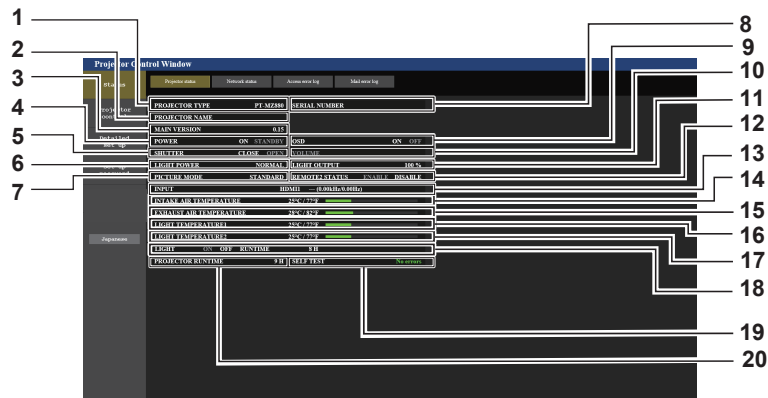 1
2
3
4
5
6
7
8
9
10
11
12
13
14
15
16
17
18
19
20
Projector Control Window
Status
Projector status
Network status
Access error log
Mail error log
Projector
Detailed
set up
Japanese
PROJECTOR TYPE PT-MZ880 SERIAL NUMBER
PROJECTOR NAME
MAIN VERSION 0.15
POWER ON STANDBY OSD ON OFF
SHUTTER CLOSE OPEN VOLUME
LIGHT POWER NORMAL LIGHT OUTPUT 100 %
PICTURE MODE STANDARD REMOTE2 STATUS ENABLE DISABLE
INPUT HDMI1 — (0.00kHz/0.00Hz)
INTAKE AIR TEMPERATURE 25°C / 77°F
EXHAUST AIR TEMPERATURE 28°C / 82°F
LIGHT TEMPERATURE1 25°C / 77°F
LIGHT TEMPERATURE2 25°C / 77°F
LIGHT ON OFF RUNTIME 8 H
PROJECTOR RUNTIME 9 H SELF TEST No errors